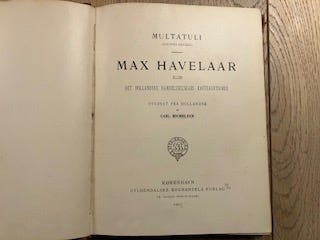 MULTATULI
MAX HAVELAAR
ELLER
DET HOLLANDSKE HANDELSSELSKABS KAFFEAUKTIONER
OVERSAT FRA HOLLANDSK
AF
CARL MICHELSEN
KØBENHAVN
GYLDENDALSKE BOGHANDELS FORLAG